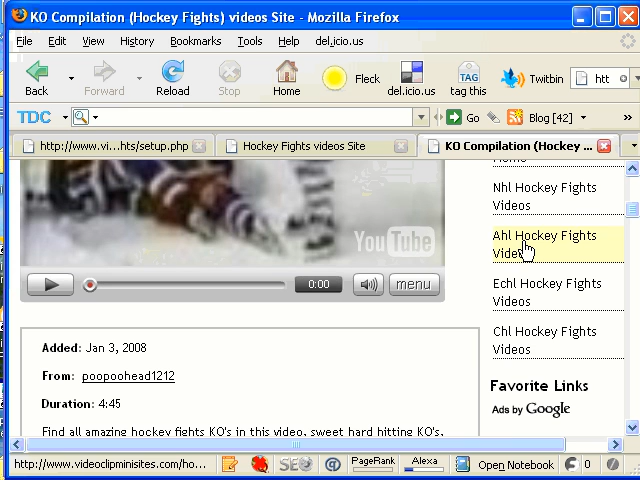 KO Compilation (Hockey Fights) videos Site - Mozilla Firefox
File Edit View History Bookmarks Tools Help del.icio.us
Back Forward Reload Stop Home Fleck del.icio.us tag this Twitbin htt
TAG
TDC Go Blog [42] »
http://www.vi...hts/setup.php Hockey Fights videos Site KO Compilation (Hockey ...
Home
Nhl Hockey Fights
Videos
Ahl Hockey Fights
Videos
Echl Hockey Fights
Videos
Chl Hockey Fights
Videos
YouTube
0:00 menu
Added: Jan 3, 2008
From: poopoohead1212
Duration: 4:45
Find all amazing hockey fights KO's in this video, sweet hard hitting KO's,
Favorite Links
Ads by Google
http://www.videoclipminisites.com/ho... SEO @ PageRank Alexa Open Notebook F 0